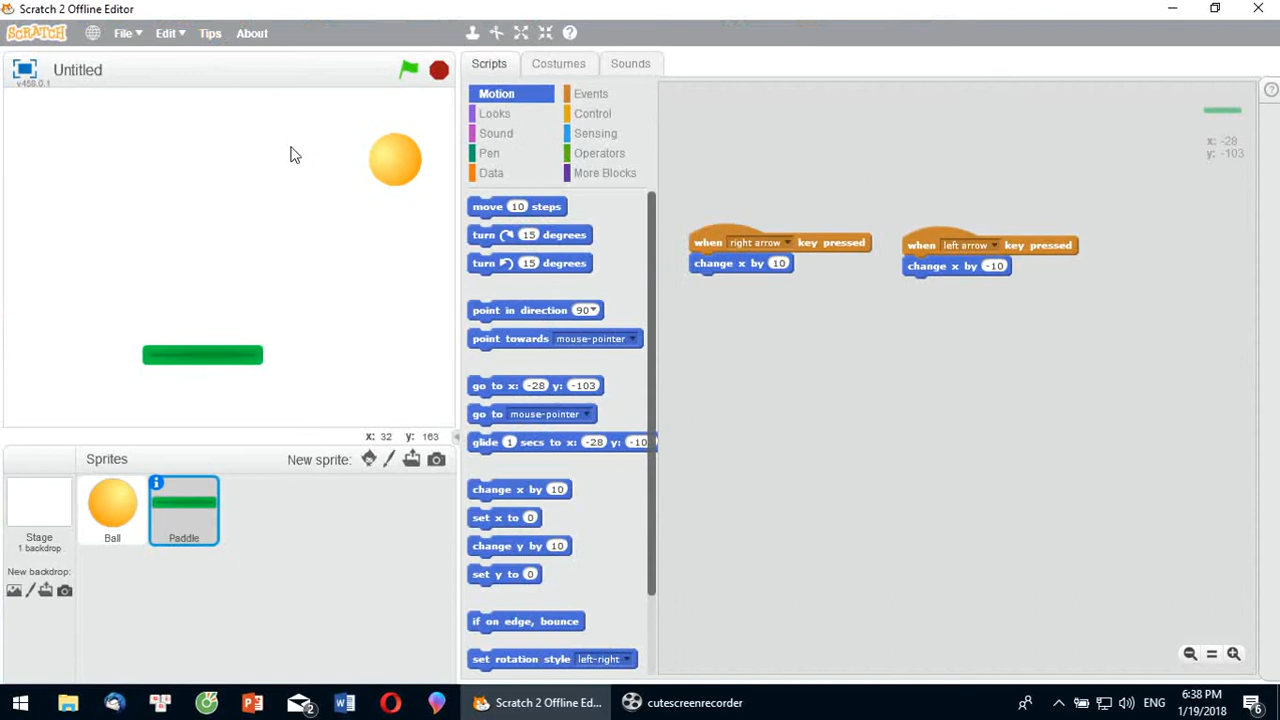 Scratch 2 Offline Editor
SCRATCH File Edit Tips About
Untitled
v458.0.1
Scripts Costumes Sounds
Motion Events
Looks Control
Sound Sensing
Pen Operators
Data More Blocks
move 10 steps
turn 15 degrees
turn 15 degrees
point in direction 90
point towards mouse-pointer
go to x: -28 y: -103
go to mouse-pointer
glide 1 secs to x: -28 y: -10
change x by 10
set x to 0
change y by 10
set y to 0
if on edge, bounce
set rotation style left-right
when right arrow key pressed
change x by 10
when left arrow key pressed
change x by -10
x: -28
y: -103
x: 32 y: 163
Sprites New sprite:
Stage
1 backdrop
New backdrop:
Ball
Paddle
Scratch 2 Offline Edi...
cutescreenrecorder
2
ENG
6:38 PM
1/19/2018
6